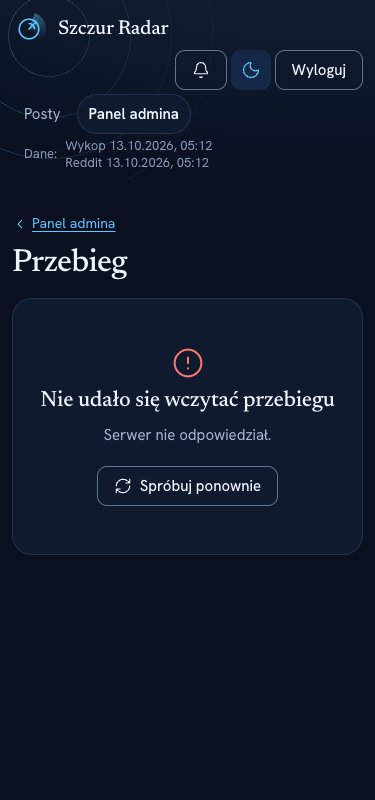 Szczur Radar
Wyloguj
Posty
Panel admina
Dane:
Wykop 13.10.2026, 05:12
Reddit 13.10.2026, 05:12
Panel admina
Przebieg
Nie udało się wczytać przebiegu
Serwer nie odpowiedział.
Spróbuj ponownie